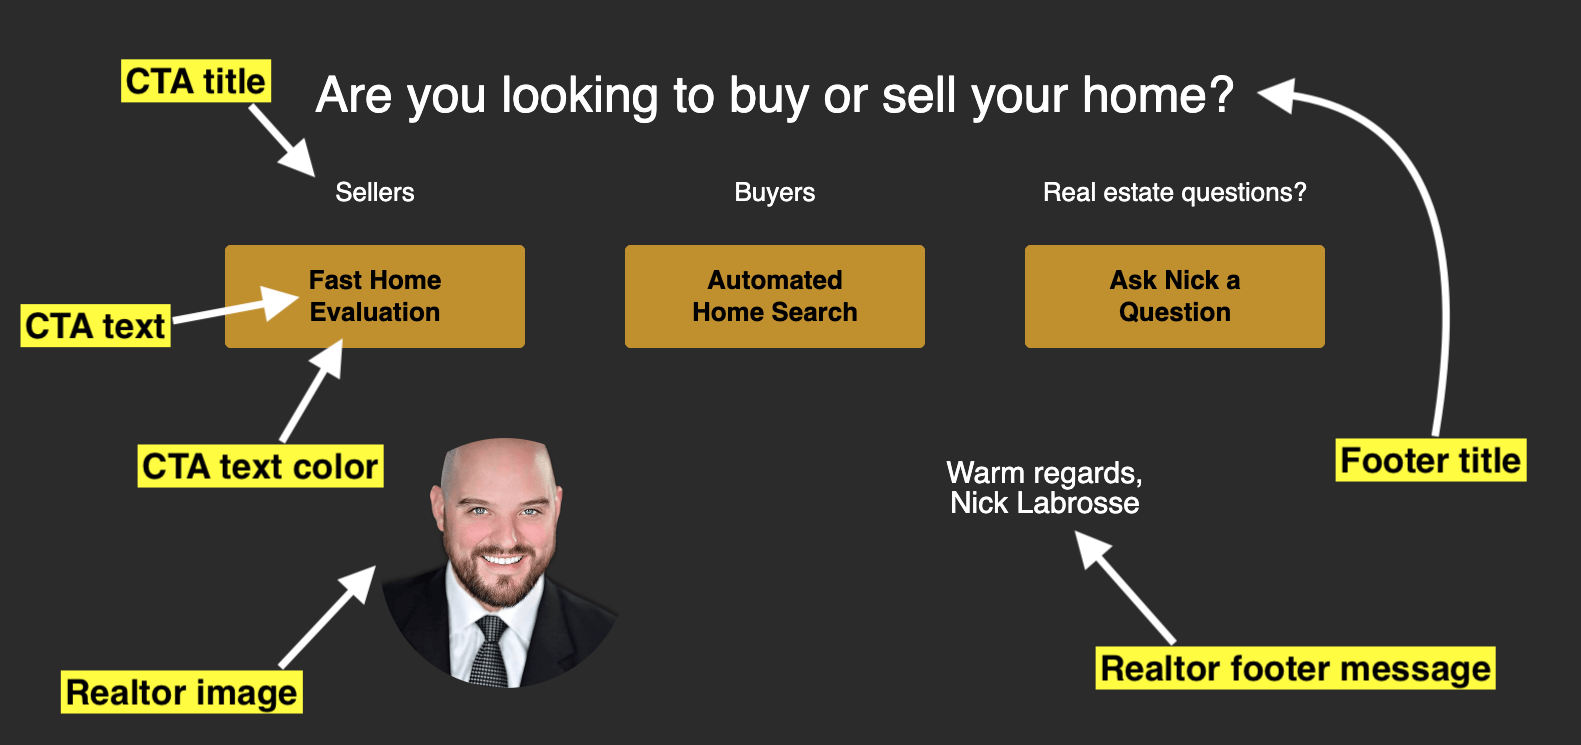 CTA title
Are you looking to buy or sell your home?
Sellers
Buyers
Real estate questions?
Fast Home
Evaluation
Automated
Home Search
Ask Nick a
Question
CTA text
CTA text color
Footer title
Warm regards,
Nick Labrosse
Realtor image
Realtor footer message